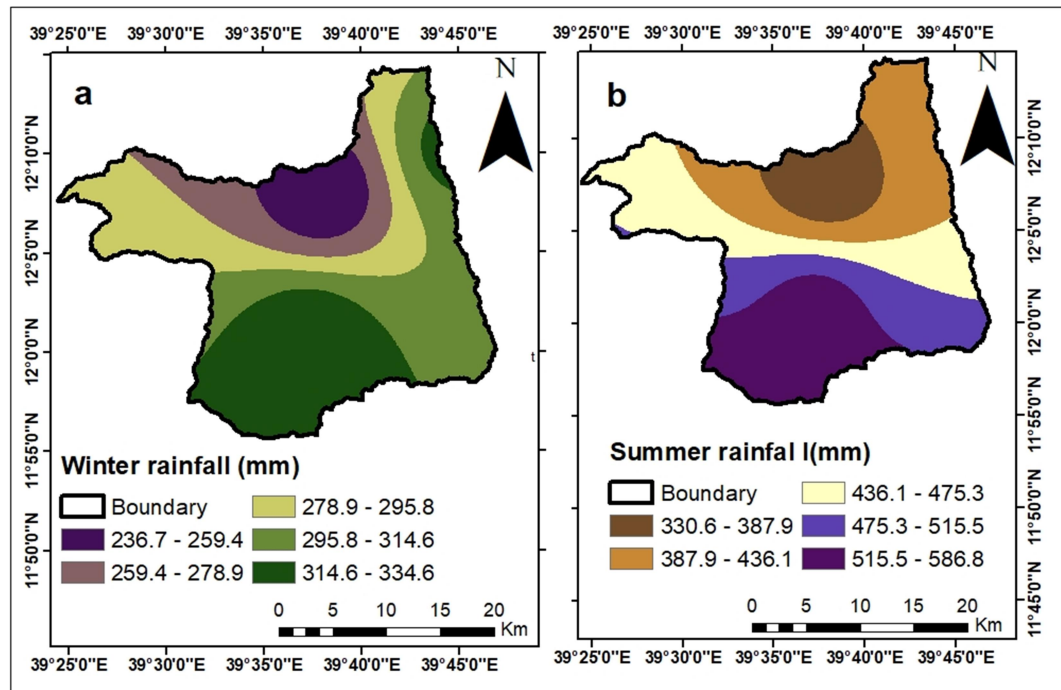 39°25'0"E 39°30'0"E 39°35'0"E 39°40'0"E 39°45'0"E
a
N
12°10'0"N
12°5'0"N
12°0'0"N
11°55'0"N
11°50'0"N
t
Winter rainfall (mm)
Boundary
236.7 - 259.4
259.4 - 278.9
278.9 - 295.8
295.8 - 314.6
314.6 - 334.6
0 5 10 15 20
Km
39°25'0"E 39°30'0"E 39°35'0"E 39°40'0"E 39°45'0"E
39°25'0"E 39°30'0"E 39°35'0"E 39°40'0"E 39°45'0"E
b
N
12°10'0"N
12°5'0"N
12°0'0"N
11°55'0"N
11°50'0"N
11°45'0"N
Summer rainfal l(mm)
Boundary
330.6 - 387.9
387.9 - 436.1
436.1 - 475.3
475.3 - 515.5
515.5 - 586.8
0 5 10 15 20
Km
39°25'0"E 39°30'0"E 39°35'0"E 39°40'0"E 39°45'0"E